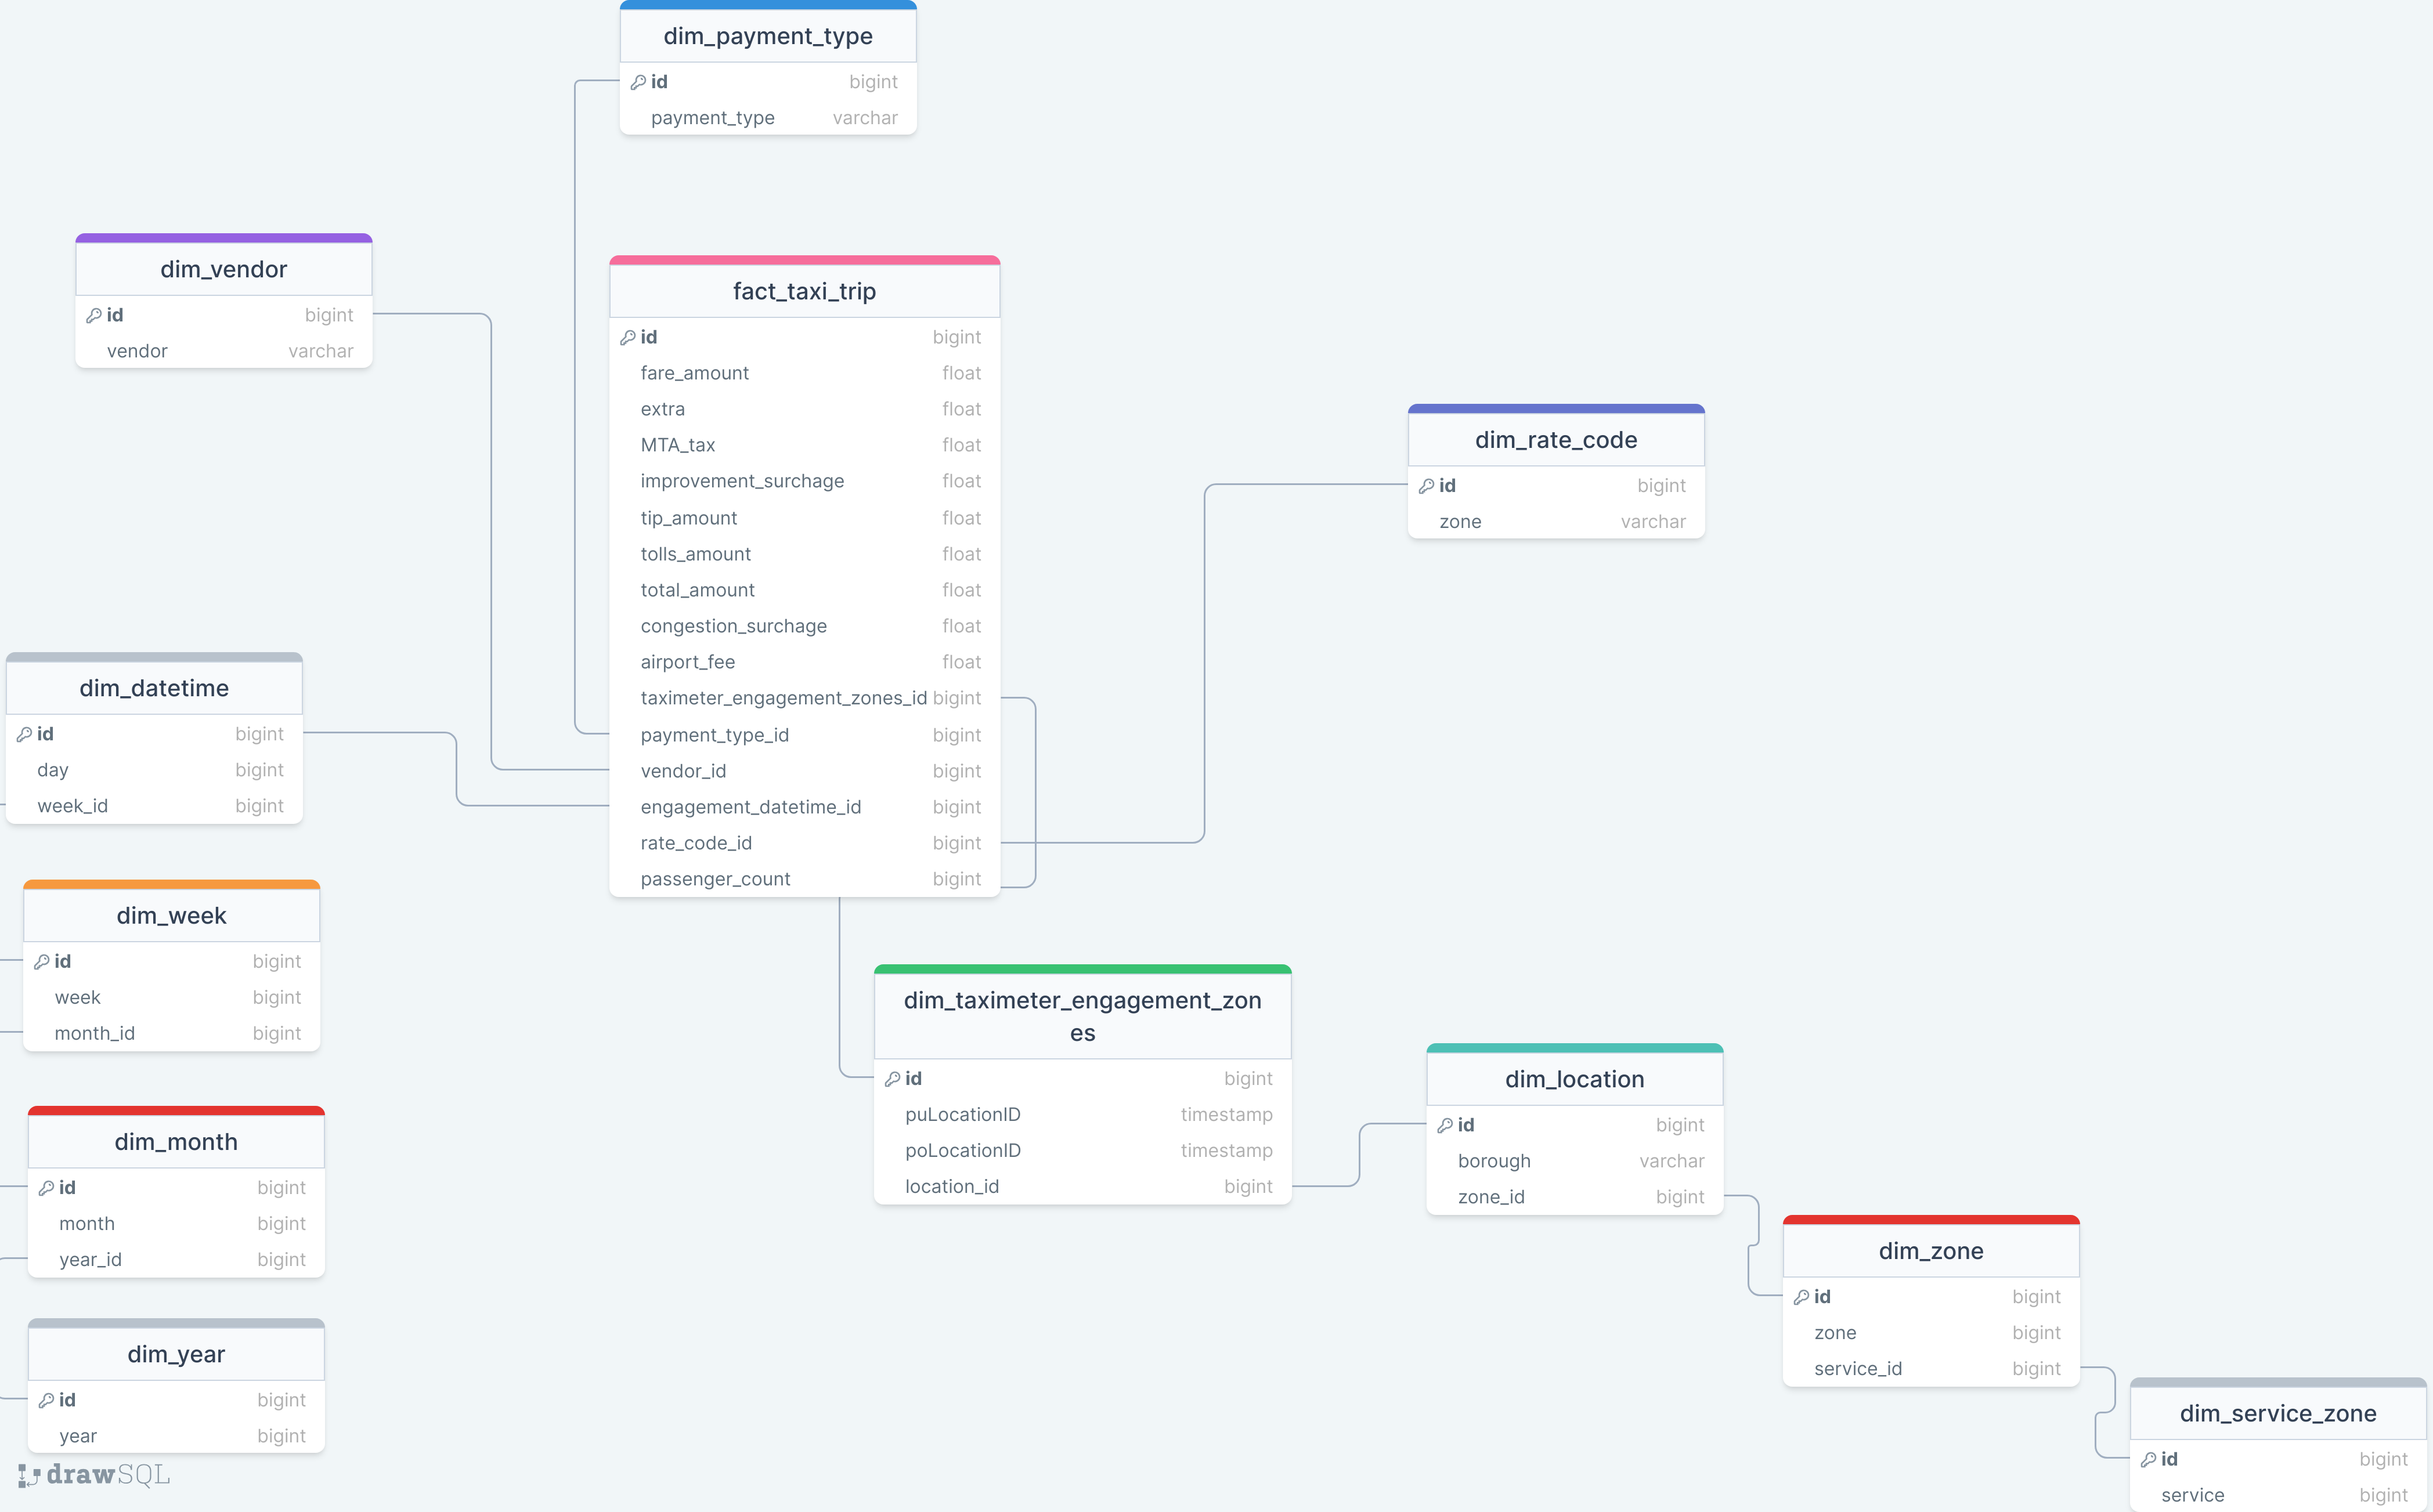 dim_payment_type
id bigint
payment_type varchar
dim_vendor
id bigint
vendor varchar
fact_taxi_trip
id bigint
fare_amount float
extra float
MTA_tax float
improvement_surchage float
tip_amount float
tolls_amount float
total_amount float
congestion_surchage float
airport_fee float
taximeter_engagement_zones_id bigint
payment_type_id bigint
vendor_id bigint
engagement_datetime_id bigint
rate_code_id bigint
passenger_count bigint
dim_rate_code
id bigint
zone varchar
dim_datetime
id bigint
day bigint
week_id bigint
dim_week
id bigint
week bigint
month_id bigint
dim_month
id bigint
month bigint
year_id bigint
dim_year
id bigint
year bigint
dim_taximeter_engagement_zon
es
id bigint
puLocationID timestamp
poLocationID timestamp
location_id bigint
dim_location
id bigint
borough varchar
zone_id bigint
dim_zone
id bigint
zone bigint
service_id bigint
dim_service_zone
id bigint
service bigint
drawSQL